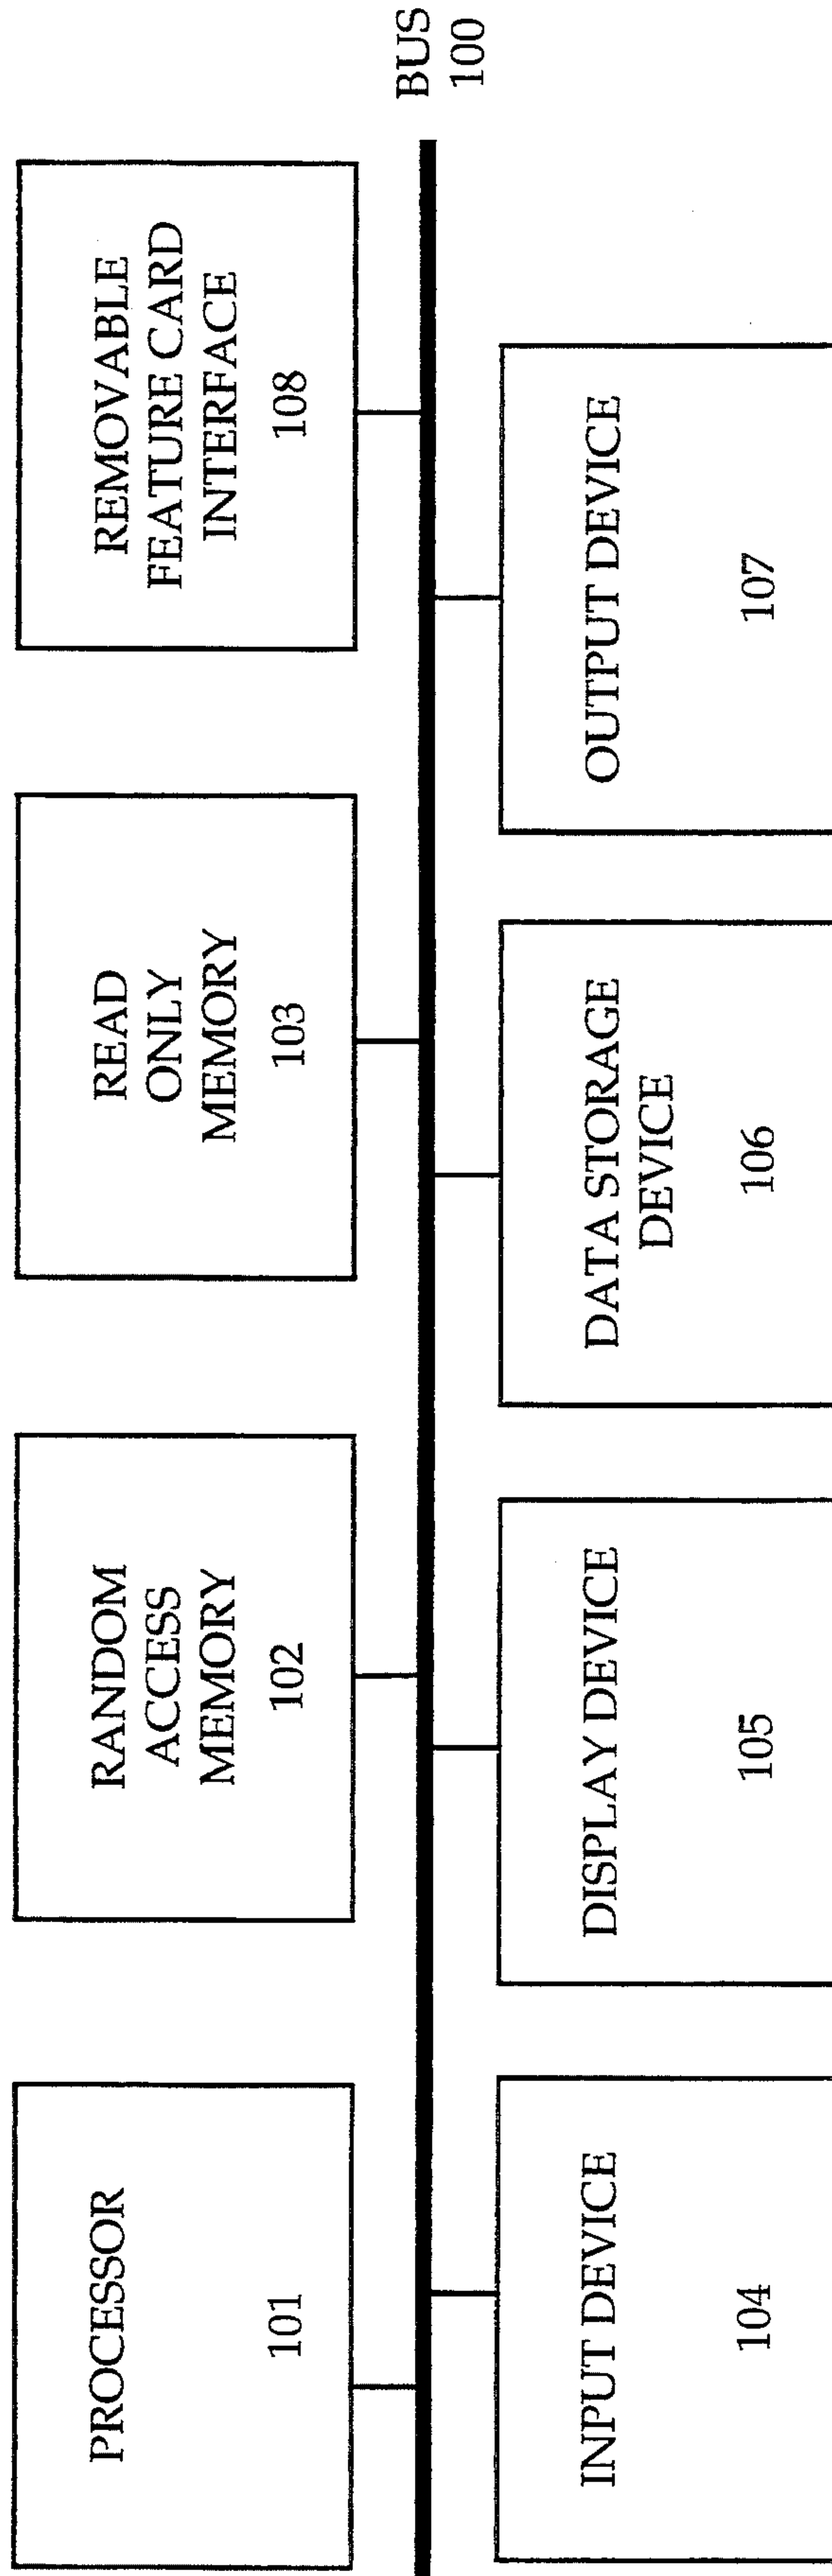 PROCESSOR
101
RANDOM
ACCESS
MEMORY
102
READ
ONLY
MEMORY
103
REMOVABLE
FEATURE CARD
INTERFACE
108
BUS
100
INPUT DEVICE
104
DISPLAY DEVICE
105
DATA STORAGE
DEVICE
106
OUTPUT DEVICE
107